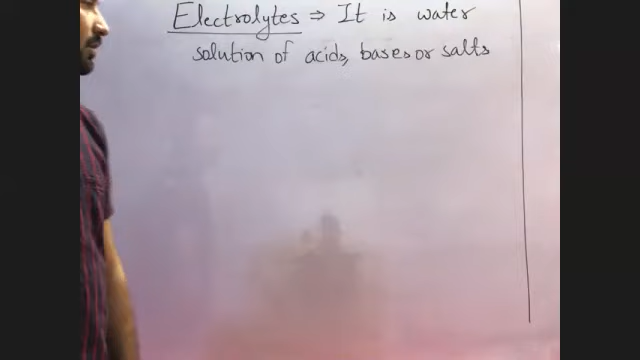 Electrolytes ⇒ It is water
solution of acids, bases or salts